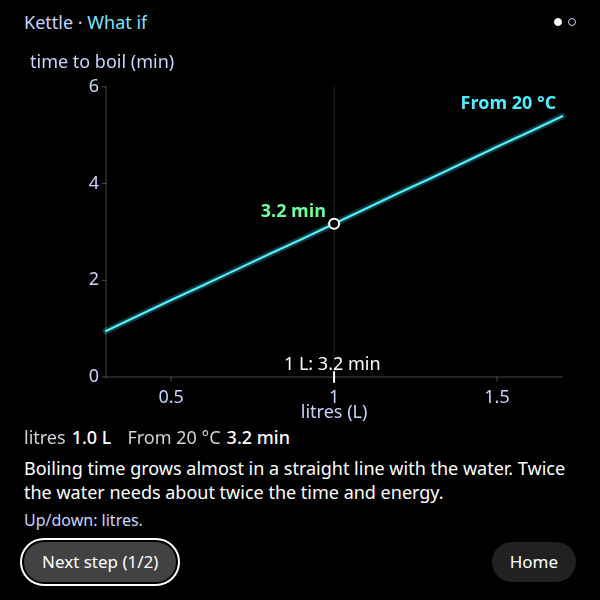 Kettle · What if
time to boil (min)
6
From 20 °C
4
3.2 min
2
1 L: 3.2 min
0
0.5
1
1.5
litres (L)
litres 1.0 L From 20 °C 3.2 min
Boiling time grows almost in a straight line with the water. Twice
the water needs about twice the time and energy.
Up/down: litres.
Next step (1/2)
Home